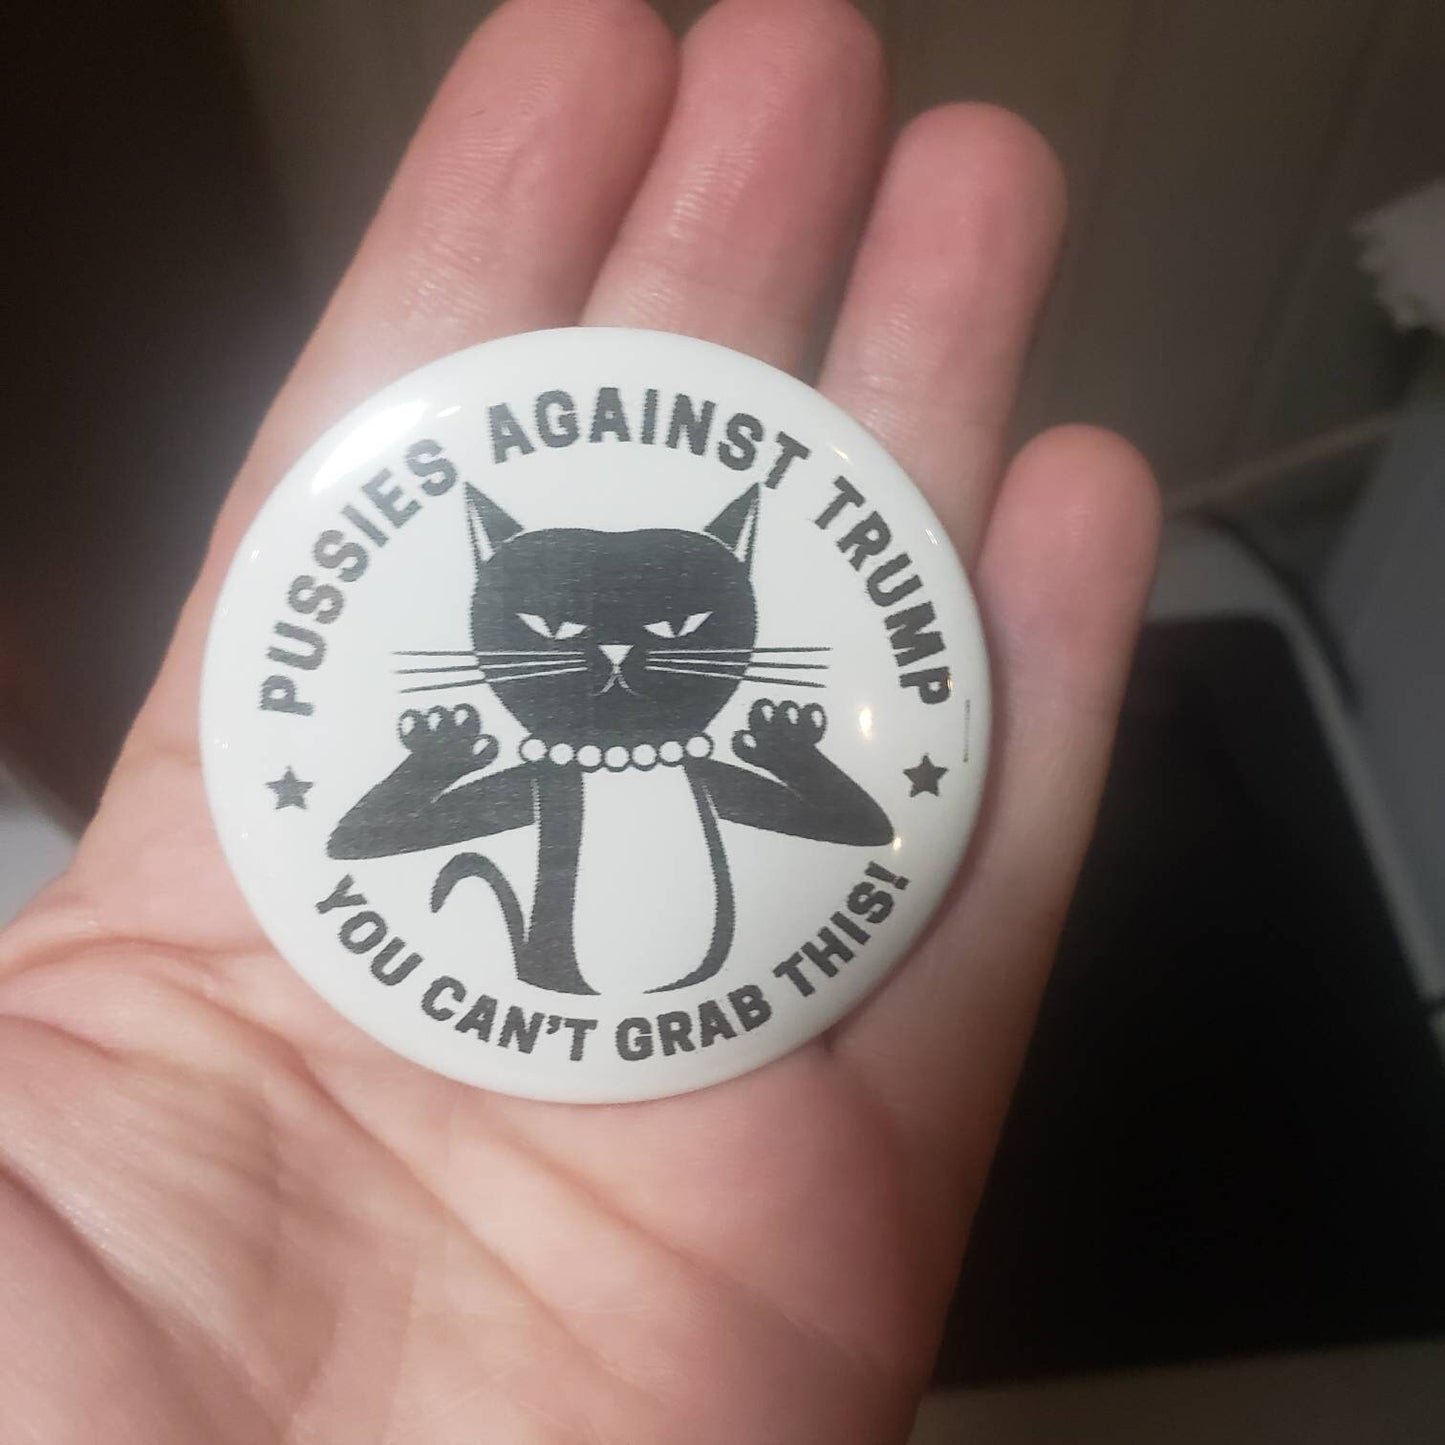 PUSSIES AGAINST TRUMP
YOU CAN'T GRAB THIS!